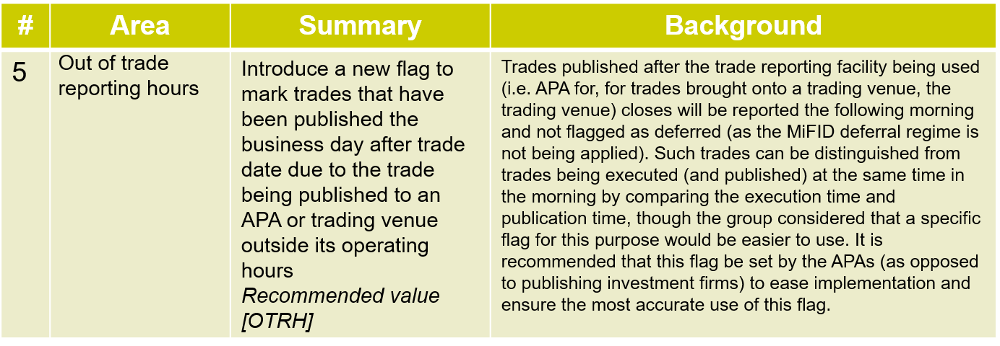 # Area Summary Background
5
Out of trade
reporting hours
Introduce a new flag to
mark trades that have
been published the
business day after trade
date due to the trade
being published to an
APA or trading venue
outside its operating
hours
Recommended value
[OTRH]
Trades published after the trade reporting facility being used
(i.e. APA for, for trades brought onto a trading venue, the
trading venue) closes will be reported the following morning
and not flagged as deferred (as the MiFID deferral regime is
not being applied). Such trades can be distinguished from
trades being executed (and published) at the same time in
the morning by comparing the execution time and
publication time, though the group considered that a specific
flag for this purpose would be easier to use. It is
recommended that this flag be set by the APAs (as opposed
to publishing investment firms) to ease implementation and
ensure the most accurate use of this flag.